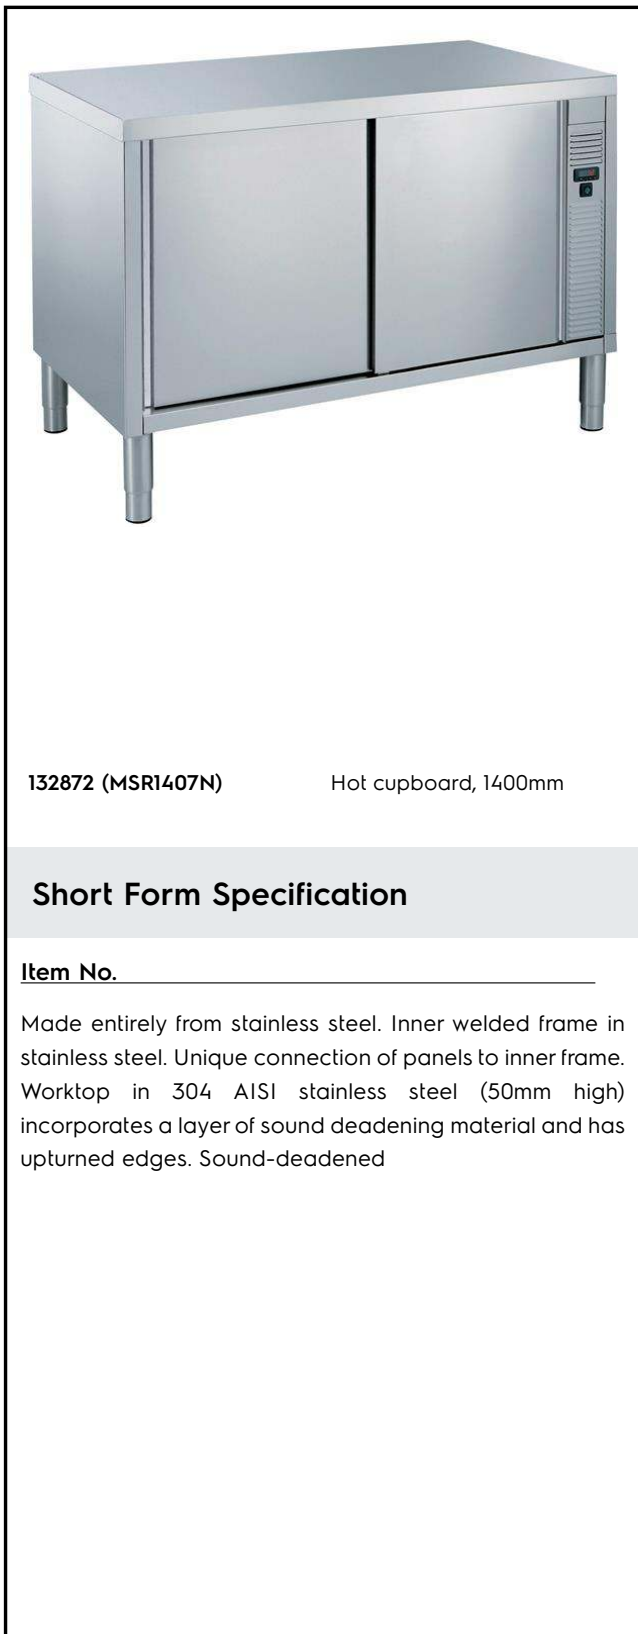 132872 (MSR1407N) Hot cupboard, 1400mm
Short Form Specification
Item No.
Made entirely from stainless steel. Inner welded frame in
stainless steel. Unique connection of panels to inner frame.
Worktop in 304 AISI stainless steel (50mm high)
incorporates a layer of sound deadening material and has
upturned edges. Sound-deadened